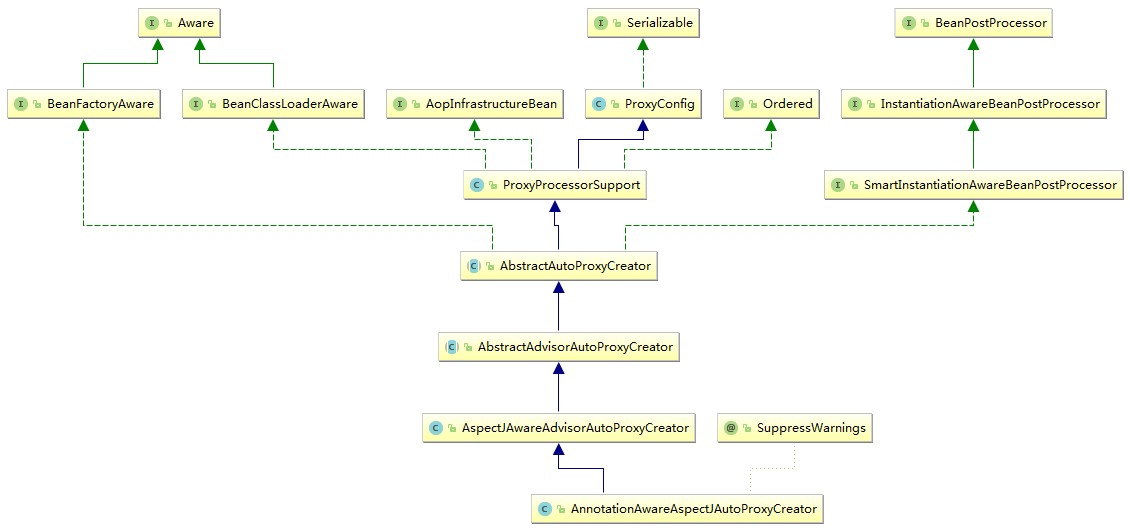 Aware
Serializable
BeanPostProcessor
BeanFactoryAware
BeanClassLoaderAware
AopInfrastructureBean
ProxyConfig
Ordered
InstantiationAwareBeanPostProcessor
ProxyProcessorSupport
SmartInstantiationAwareBeanPostProcessor
AbstractAutoProxyCreator
AbstractAdvisorAutoProxyCreator
AspectJAwareAdvisorAutoProxyCreator
SuppressWarnings
AnnotationAwareAspectJAutoProxyCreator